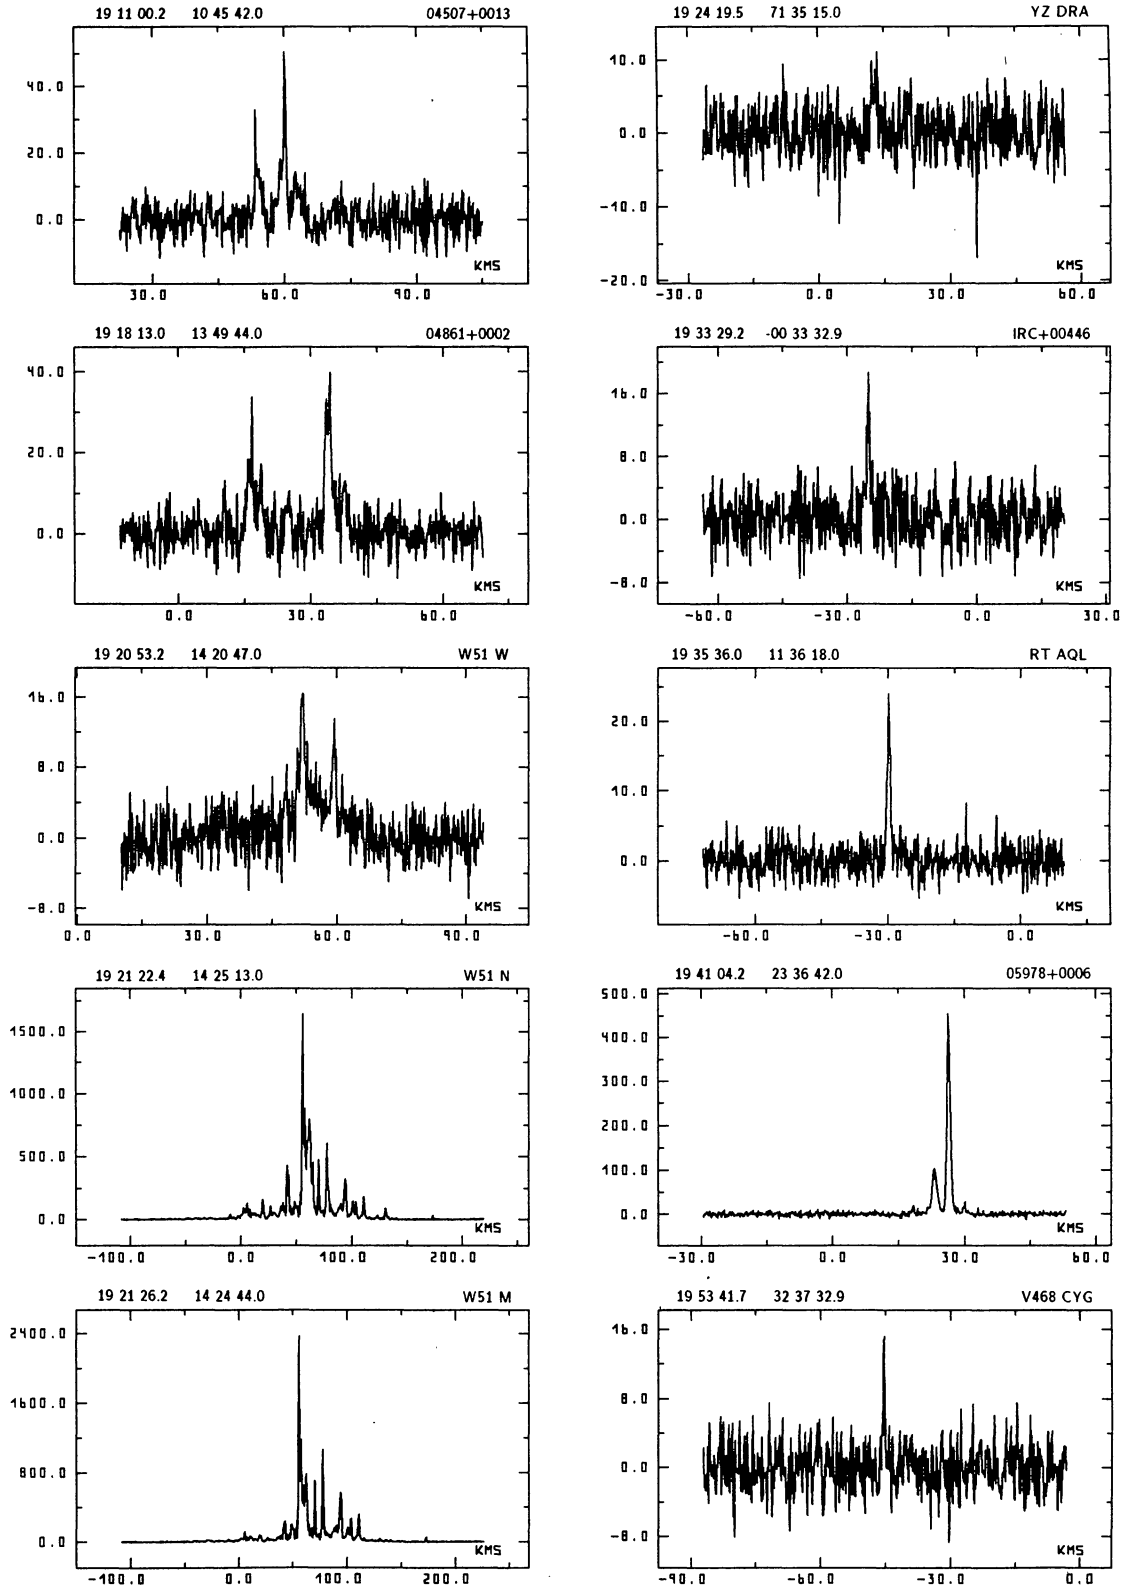 19 11 00.2 10 45 42.0 04507+0013
40.0
20.0
0.0
KMS
30.0 60.0 90.0
19 18 13.0 13 49 44.0 04861+0002
40.0
20.0
0.0
KMS
0.0 30.0 60.0
19 20 53.2 14 20 47.0 W51 W
16.0
8.0
0.0
-8.0
KMS
0.0 30.0 60.0 90.0
19 21 22.4 14 25 13.0 W51 N
1500.0
1000.0
500.0
0.0
KMS
-100.0 0.0 100.0 200.0
19 21 26.2 14 24 44.0 W51 M
2400.0
1600.0
800.0
0.0
KMS
-100.0 0.0 100.0 200.0
19 24 19.5 71 35 15.0 YZ DRA
10.0
0.0
-10.0
-20.0
KMS
-30.0 0.0 30.0 60.0
19 33 29.2 -00 33 32.9 IRC+00446
16.0
8.0
0.0
-8.0
KMS
-60.0 -30.0 0.0 30.0
19 35 36.0 11 36 18.0 RT AQL
20.0
10.0
0.0
KMS
-60.0 -30.0 0.0
19 41 04.2 23 36 42.0 05978+0006
500.0
400.0
300.0
200.0
100.0
0.0
KMS
-30.0 0.0 30.0 60.0
19 53 41.7 32 37 32.9 V468 CYG
16.0
8.0
0.0
-8.0
KMS
-90.0 -60.0 -30.0 0.0